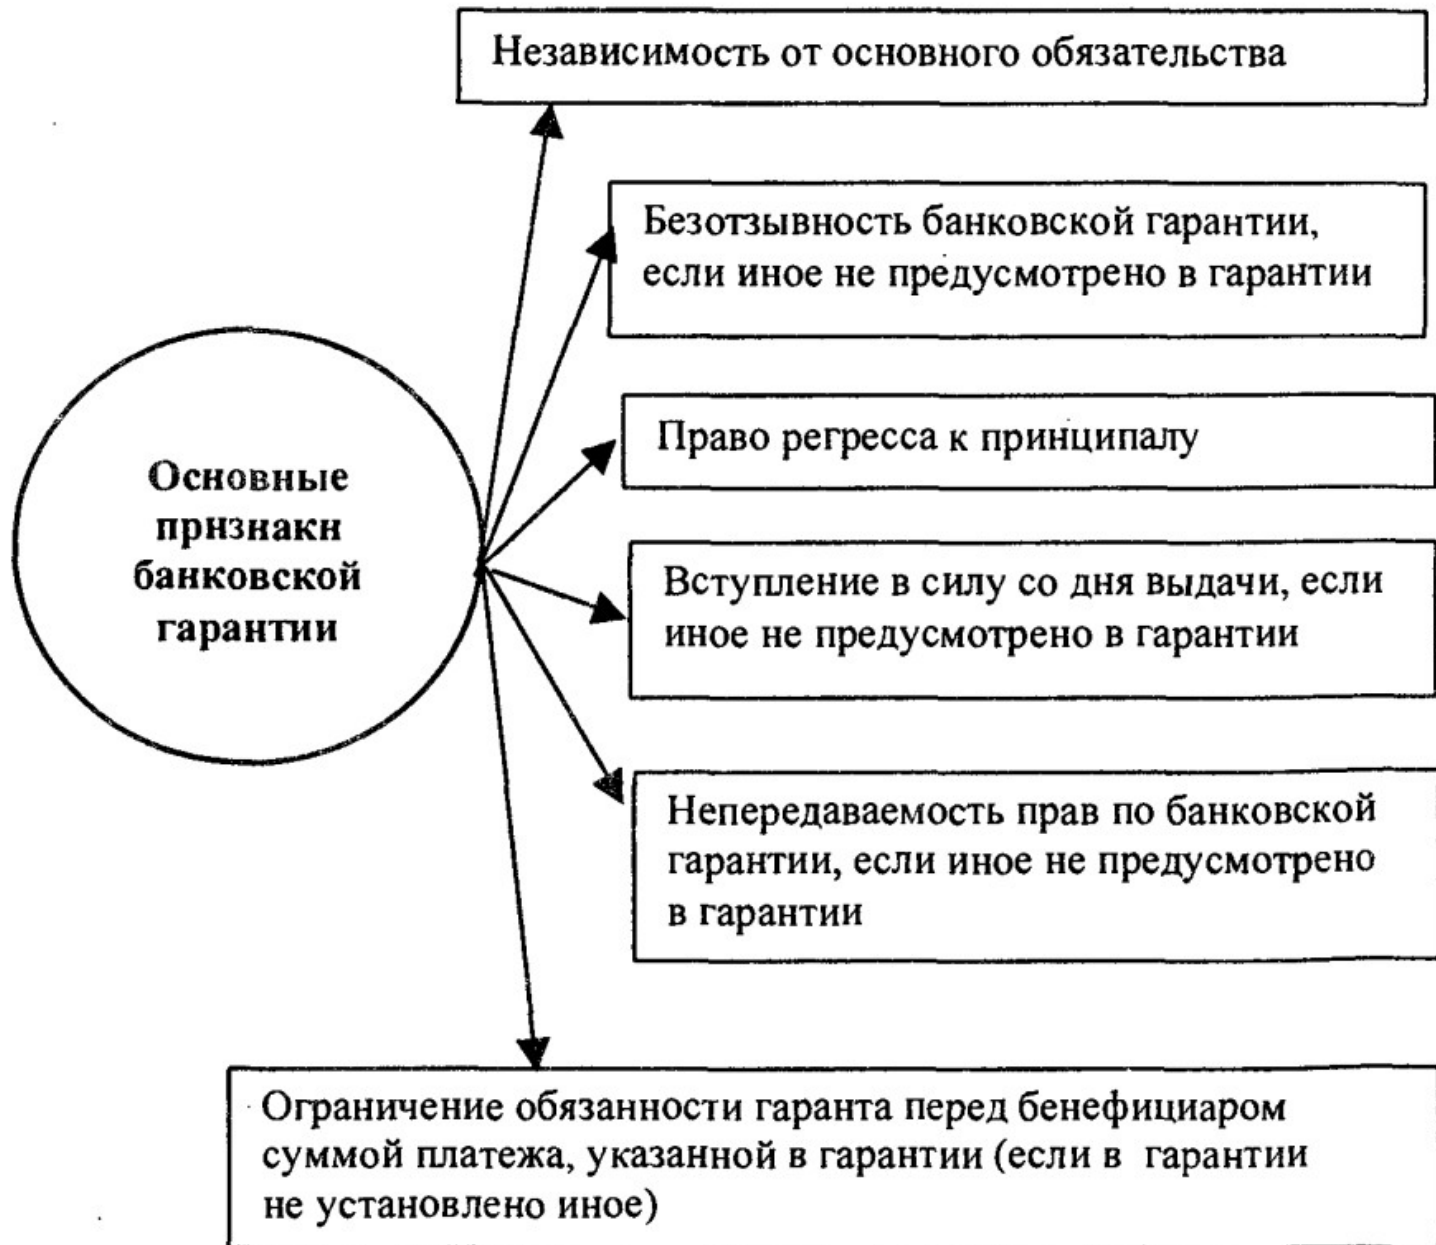 Независимость от основного обязательства
Безотзывность банковской гарантии,
если иное не предусмотрено в гарантии
Право регресса к принципалу
Основные
признаки
банковской
гарантии
Вступление в силу со дня выдачи, если
иное не предусмотрено в гарантии
Непередаваемость прав по банковской
гарантии, если иное не предусмотрено
в гарантии
Ограничение обязанности гаранта перед бенефициаром
суммой платежа, указанной в гарантии (если в гарантии
не установлено иное)